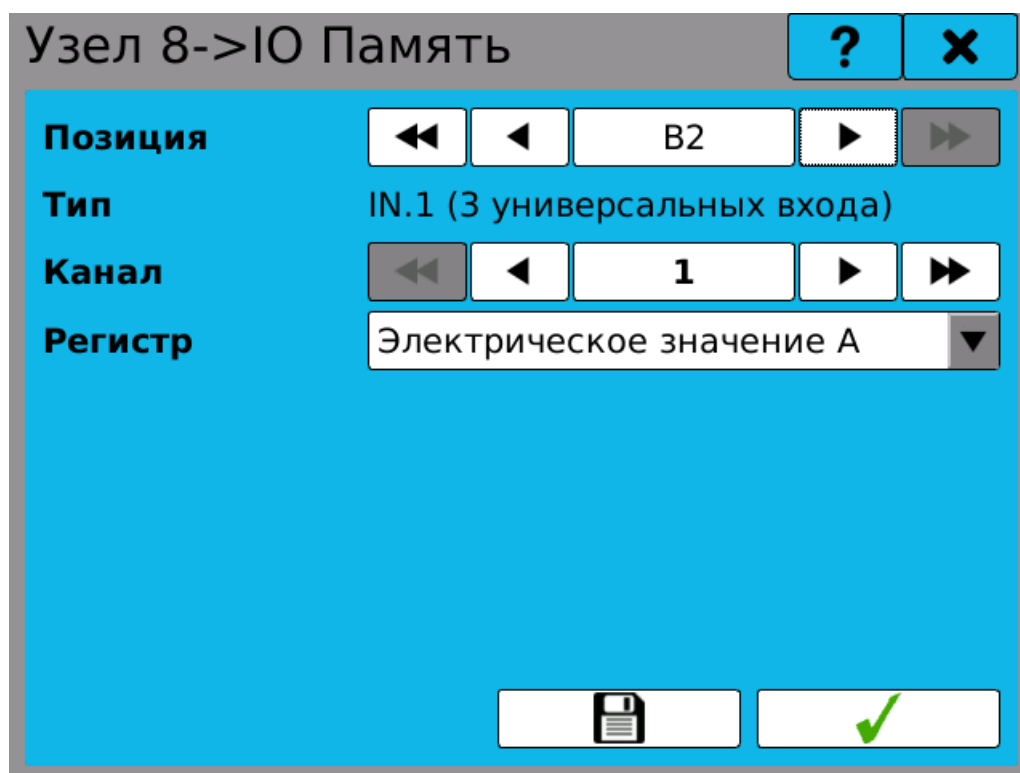 Узел 8->IO Память ?
Позиция B2
Тип IN.1 (3 универсальных входа)
Канал 1
Регистр Электрическое значение A